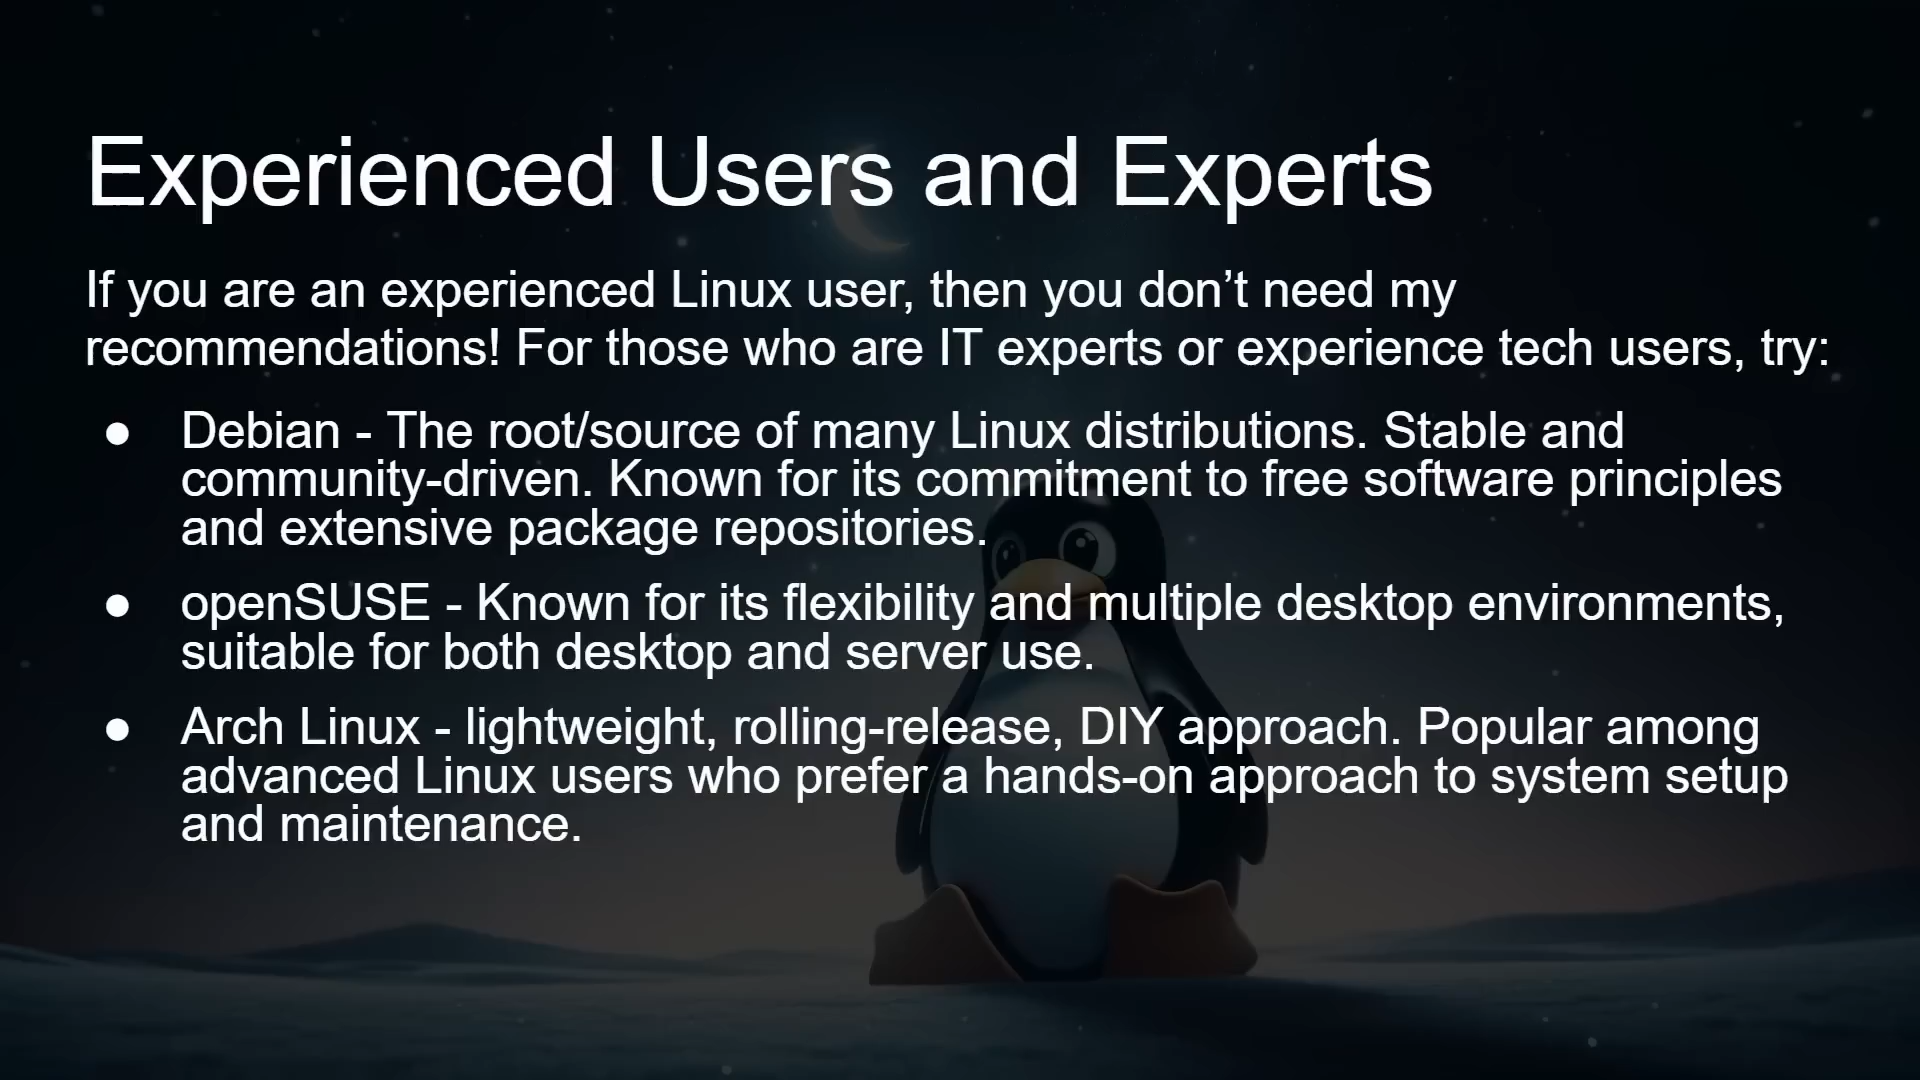 Experienced Users and Experts
If you are an experienced Linux user, then you don’t need my
recommendations! For those who are IT experts or experience tech users, try:
● Debian - The root/source of many Linux distributions. Stable and
community-driven. Known for its commitment to free software principles
and extensive package repositories.
● openSUSE - Known for its flexibility and multiple desktop environments,
suitable for both desktop and server use.
● Arch Linux - lightweight, rolling-release, DIY approach. Popular among
advanced Linux users who prefer a hands-on approach to system setup
and maintenance.